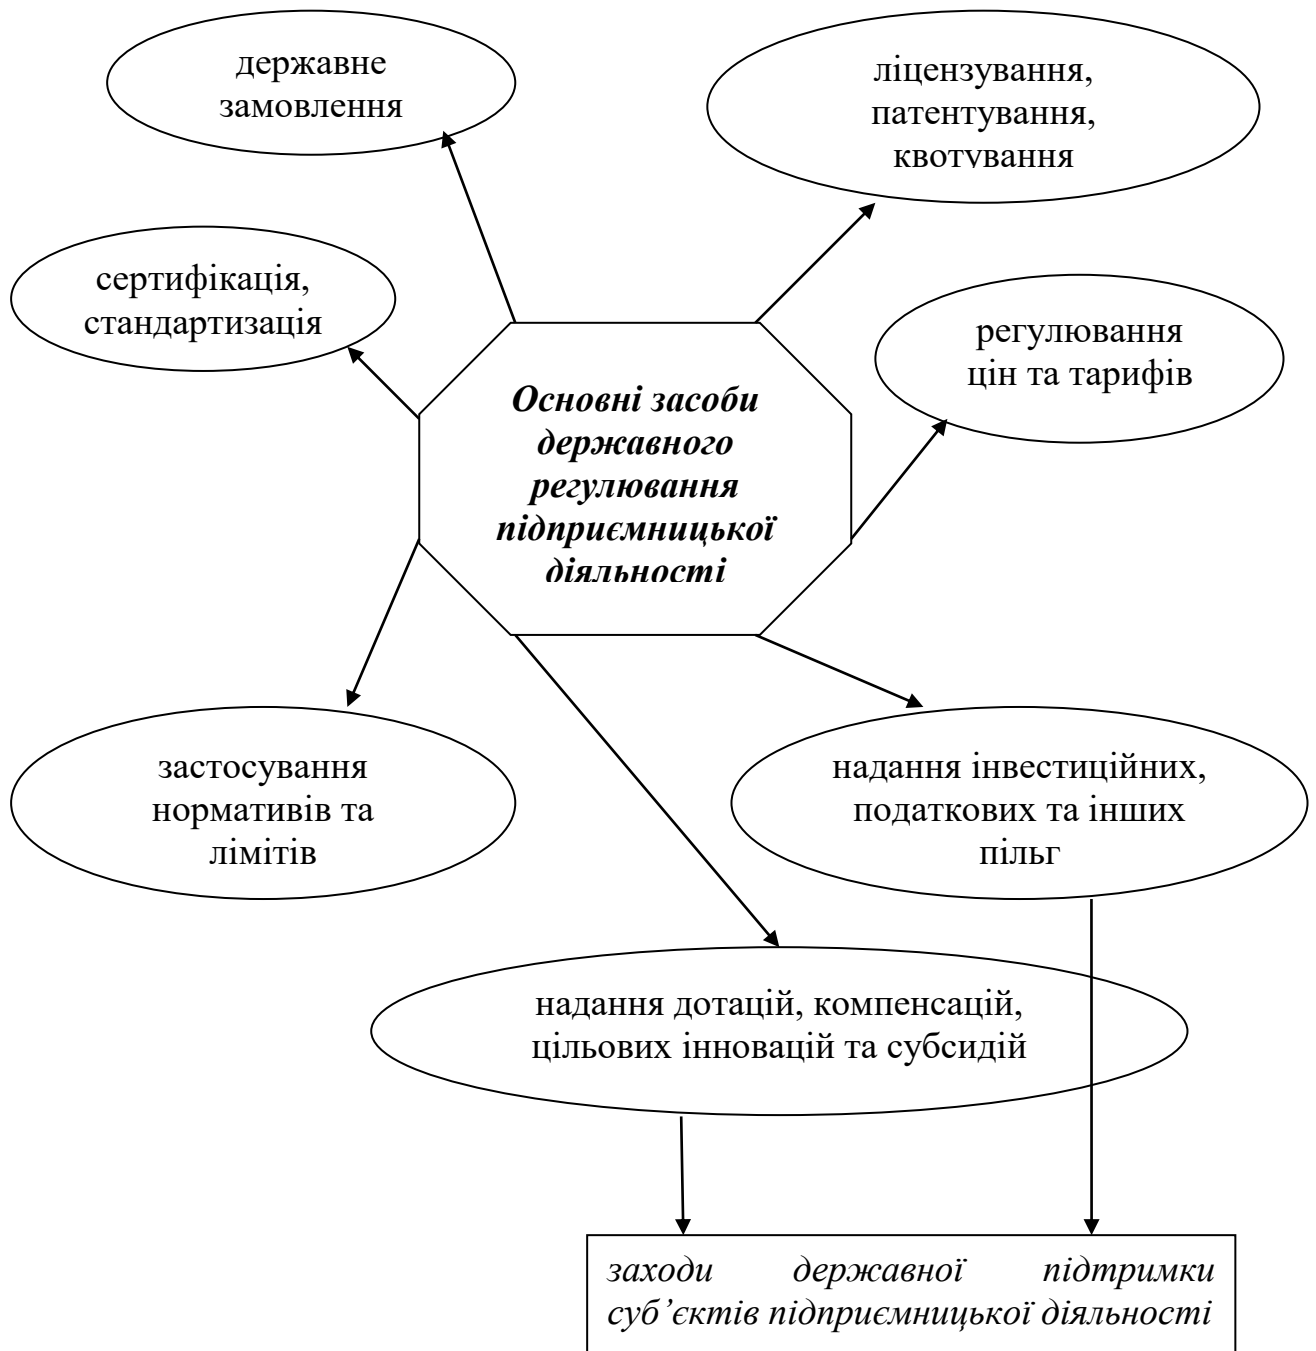 державне
замовлення
ліцензування,
патентування,
квотування
сертифікація,
стандартизація
регулювання
цін та тарифів
Основні засоби
державного
регулювання
підприємницької
діяльності
застосування
нормативів та
лімітів
надання інвестиційних,
податкових та інших
пільг
надання дотацій, компенсацій,
цільових інновацій та субсидій
заходи державної підтримки
суб’єктів підприємницької діяльності